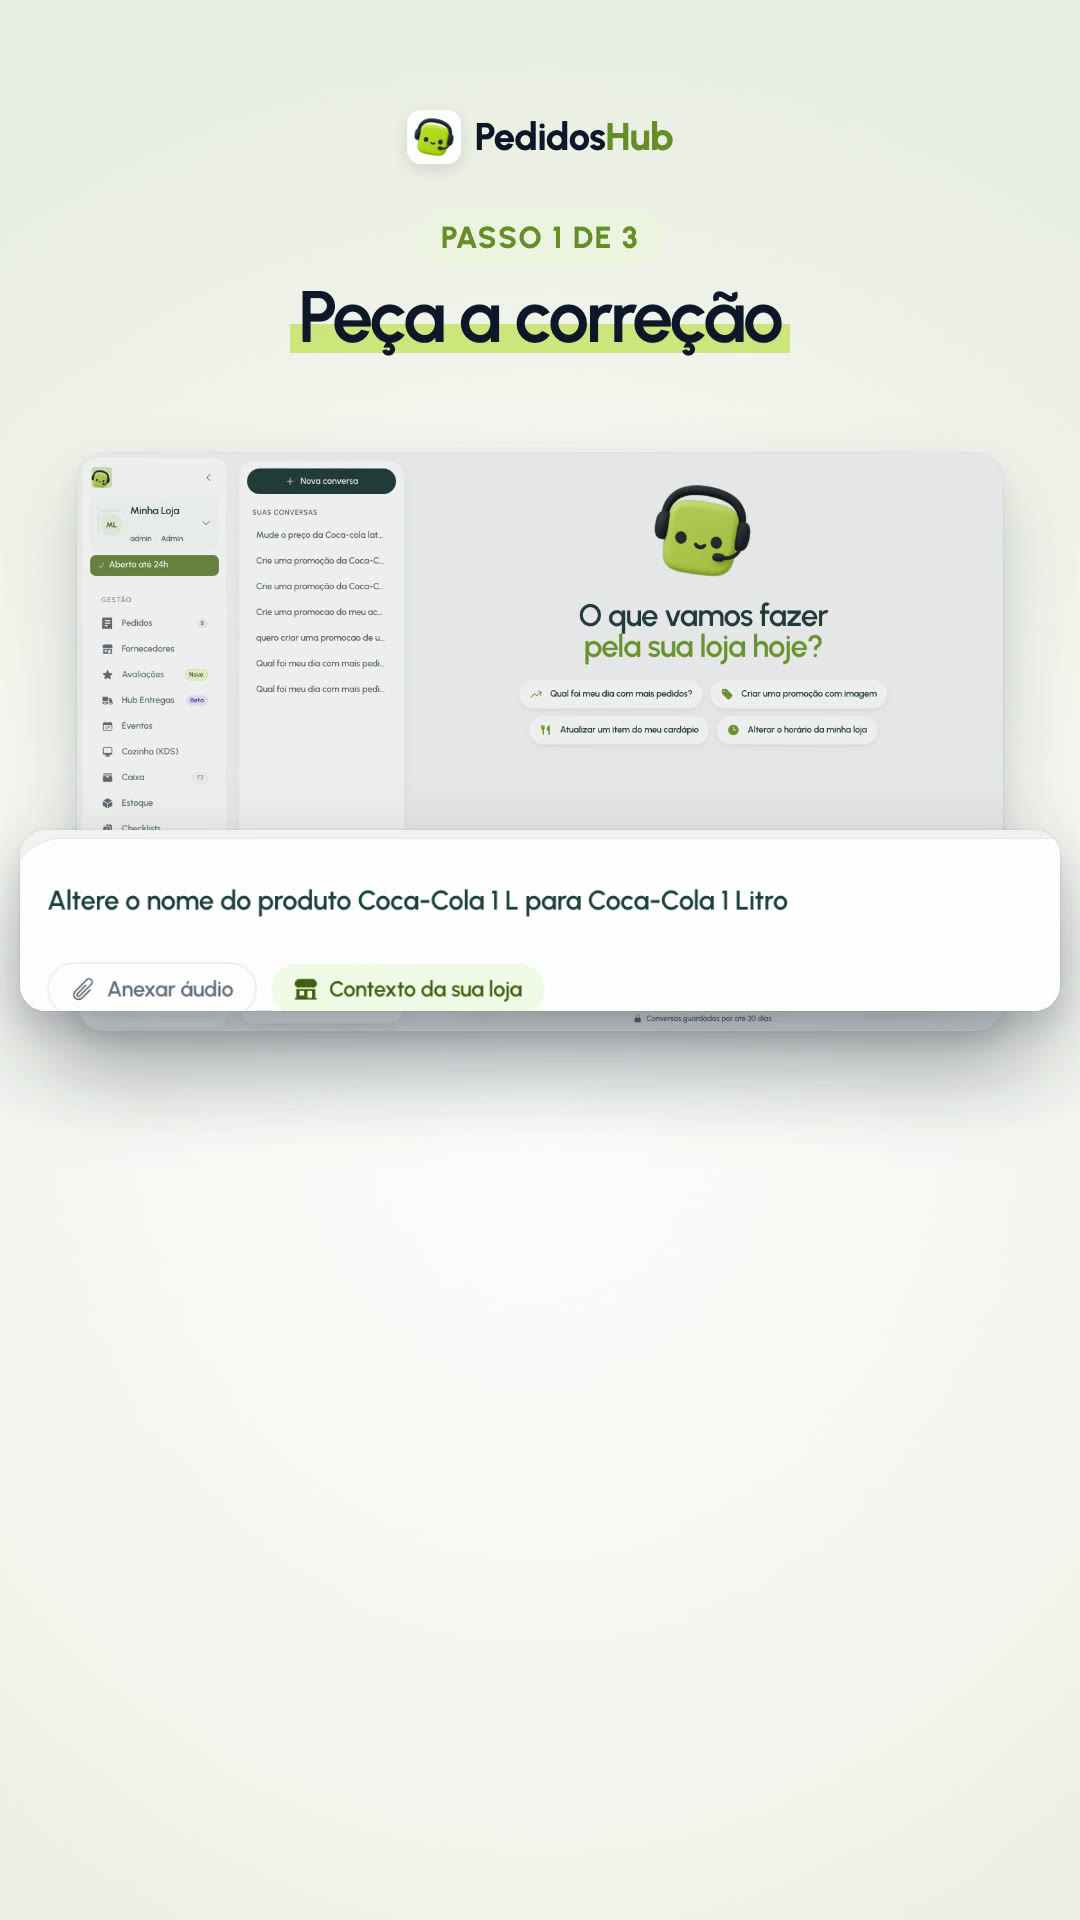 PedidosHub
PASSO 1 DE 3
Peça a correção
Minha Loja
ML
admin · Admin
Aberto até 24h
GESTÃO
Pedidos 5
Fornecedores
Avaliações Novo
Hub Entregas Beta
Eventos
Cozinha (KDS)
Caixa F3
Estoque
Checklists
+ Nova conversa
SUAS CONVERSAS
Mude o preço da Coca-cola lat...
Crie uma promoção da Coca-C...
Crie uma promoção da Coca-C...
Crie uma promocao do meu ac...
quero criar uma promocao de u...
Qual foi meu dia com mais pedi...
Qual foi meu dia com mais pedi...
O que vamos fazer
pela sua loja hoje?
Qual foi meu dia com mais pedidos?
Criar uma promoção com imagem
Atualizar um item do meu cardápio
Alterar o horário da minha loja
Altere o nome do produto Coca-Cola 1 L para Coca-Cola 1 Litro
Anexar áudio
Contexto da sua loja
Conversas guardadas por até 30 dias.